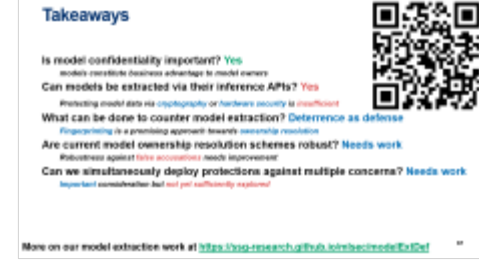 Takeaways
Is model confidentiality important? Yes
models constitute business advantage to model owners
Can models be extracted via their inference APIs? Yes
Protecting model data via cryptography or hardware security is insufficient
What can be done to counter model extraction? Deterrence as defense
Fingerprinting is a promising approach towards ownership resolution
Are current model ownership resolution schemes robust? Needs work
Robustness against false accusations needs improvement
Can we simultaneously deploy protections against multiple concerns? Needs work
Important consideration but not yet sufficiently explored
More on our model extraction work at https://ssg-research.github.io/mlsec/modelExtDef